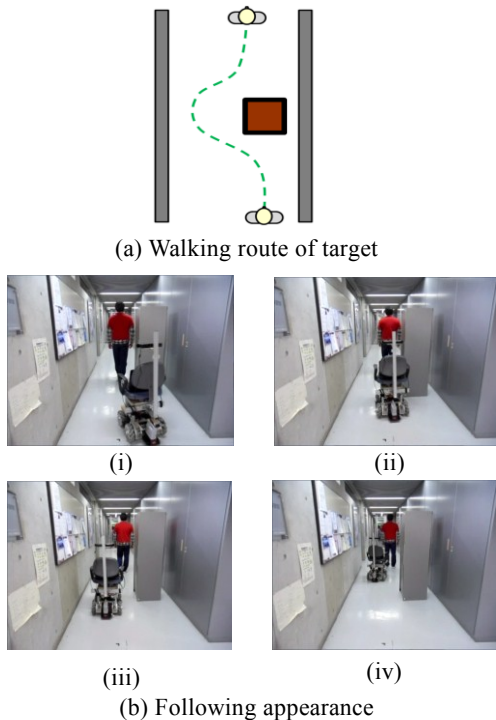 (a) Walking route of target
(i)
(ii)
(iii)
(iv)
(b) Following appearance